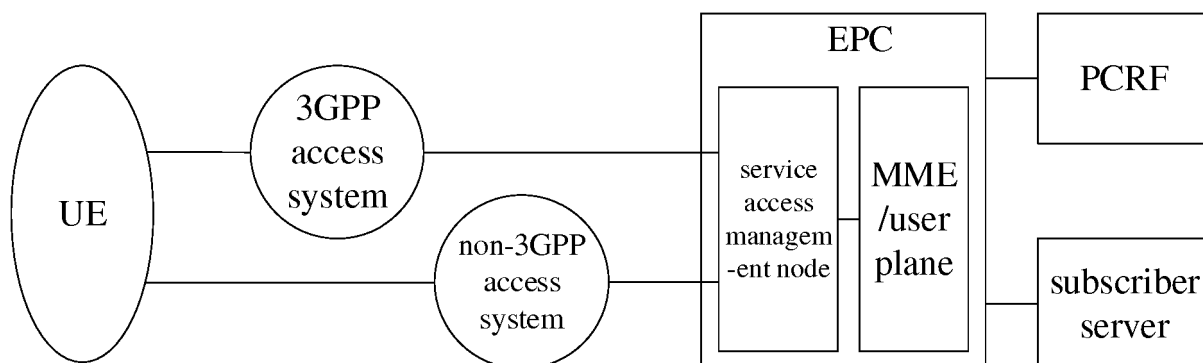 UE
3GPP
access
system
non-3GPP
access
system
EPC
service
access
managem
-ent node
MME
/user
plane
PCRF
subscriber
server